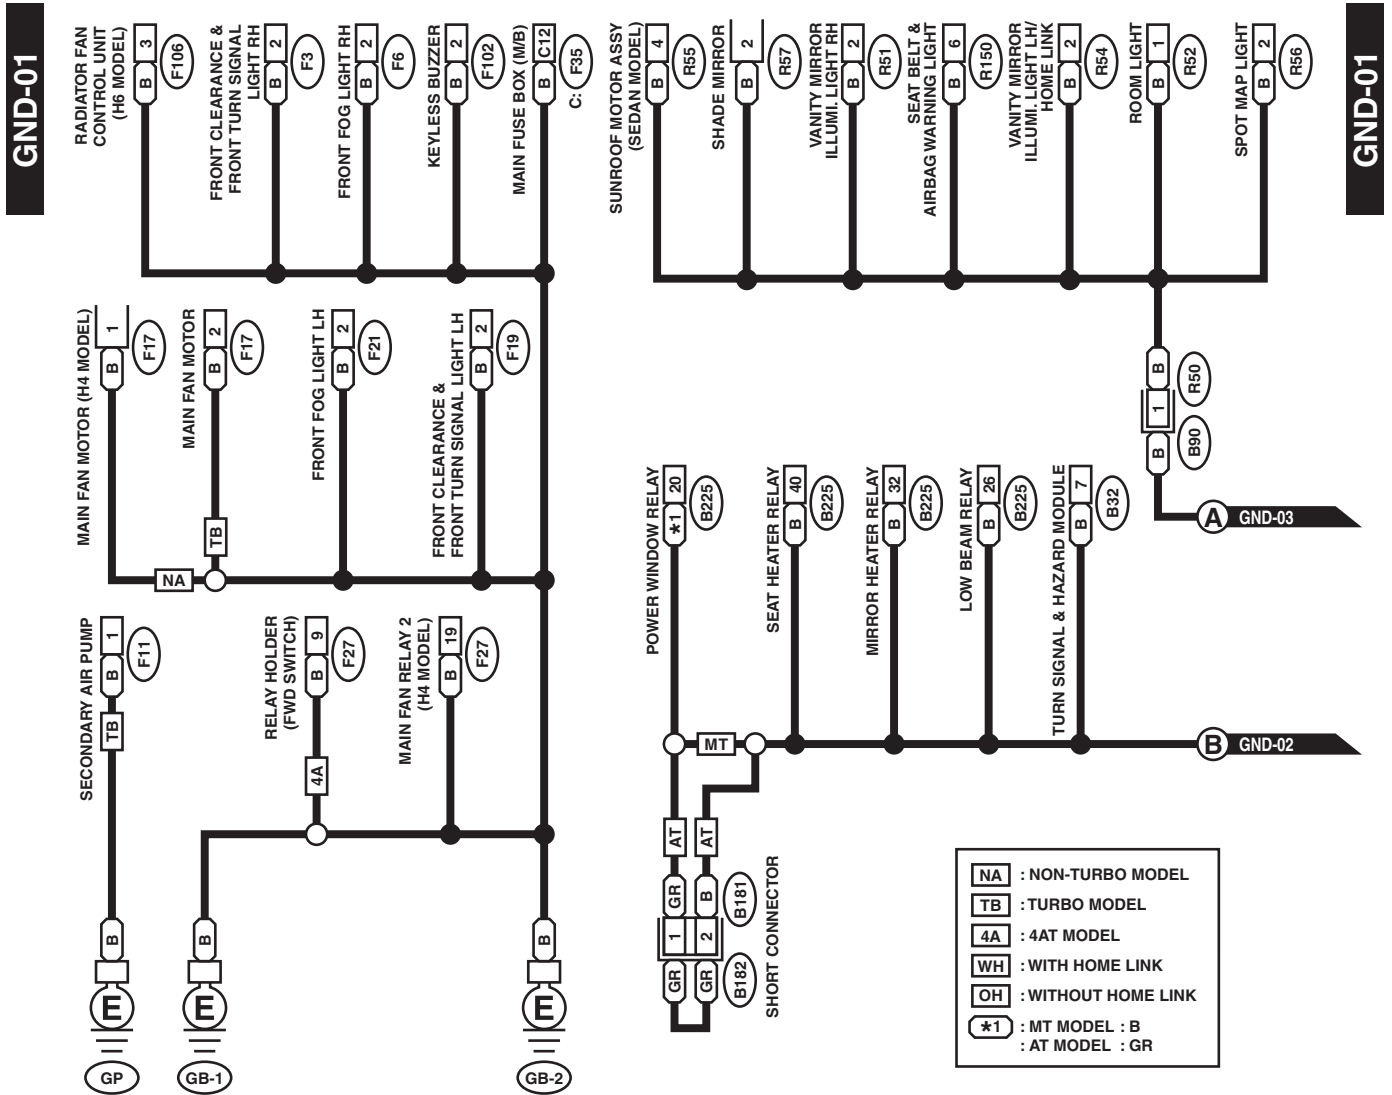 GND-01
GND-01
RADIATOR FAN
CONTROL UNIT
(H6 MODEL)
3
B
F106
FRONT CLEARANCE &
FRONT TURN SIGNAL
LIGHT RH
2
B
F3
FRONT FOG LIGHT RH
2
B
F6
KEYLESS BUZZER
2
B
F102
MAIN FUSE BOX (M/B)
C12
B
C:
F35
SUNROOF MOTOR ASSY
(SEDAN MODEL)
4
B
R55
SHADE MIRROR
2
B
R57
VANITY MIRROR
ILLUMI. LIGHT RH
2
B
R51
SEAT BELT &
AIRBAG WARNING LIGHT
6
B
R150
VANITY MIRROR
ILLUMI. LIGHT LH/
HOME LINK
2
B
R54
ROOM LIGHT
1
B
R52
SPOT MAP LIGHT
2
B
R56
MAIN FAN MOTOR (H4 MODEL)
1
B
F17
MAIN FAN MOTOR
2
B
F17
TB
NA
FRONT FOG LIGHT LH
2
B
F21
FRONT CLEARANCE &
FRONT TURN SIGNAL LIGHT LH
2
B
F19
B
R50
1
B
B90
A
GND-03
POWER WINDOW RELAY
20
*1
B225
SEAT HEATER RELAY
40
B
B225
MIRROR HEATER RELAY
32
B
B225
LOW BEAM RELAY
26
B
B225
TURN SIGNAL & HAZARD MODULE
7
B
B32
SECONDARY AIR PUMP
1
B
F11
TB
RELAY HOLDER
(FWD SWITCH)
9
B
F27
4A
MAIN FAN RELAY 2
(H4 MODEL)
19
B
F27
MT
B
GND-02
AT
AT
GR
B
B181
1
2
GR
GR
B182
SHORT CONNECTOR
B
B
B
E
E
E
GP
GB-1
GB-2
NA : NON-TURBO MODEL
TB : TURBO MODEL
4A : 4AT MODEL
WH : WITH HOME LINK
OH : WITHOUT HOME LINK
*1 : MT MODEL : B
: AT MODEL : GR